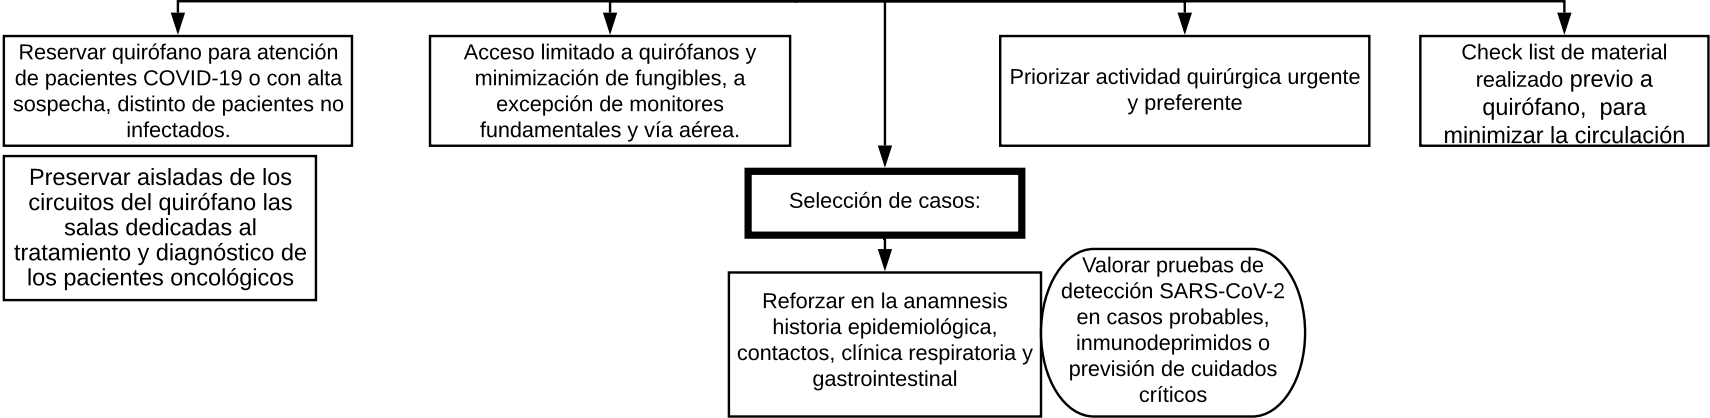 Reservar quirófano para atención
de pacientes COVID-19 o con alta
sospecha, distinto de pacientes no
infectados.
Acceso limitado a quirófanos y
minimización de fungibles, a
excepción de monitores
fundamentales y vía aérea.
Priorizar actividad quirúrgica urgente
y preferente
Check list de material
realizado previo a
quirófano,  para
minimizar la circulación
Preservar aisladas de los
circuitos del quirófano las
salas dedicadas al
tratamiento y diagnóstico de
los pacientes oncológicos
Selección de casos:
Reforzar en la anamnesis
historia epidemiológica,
contactos, clínica respiratoria y
gastrointestinal
Valorar pruebas de
detección SARS-CoV-2
en casos probables,
inmunodeprimidos o
previsión de cuidados
críticos